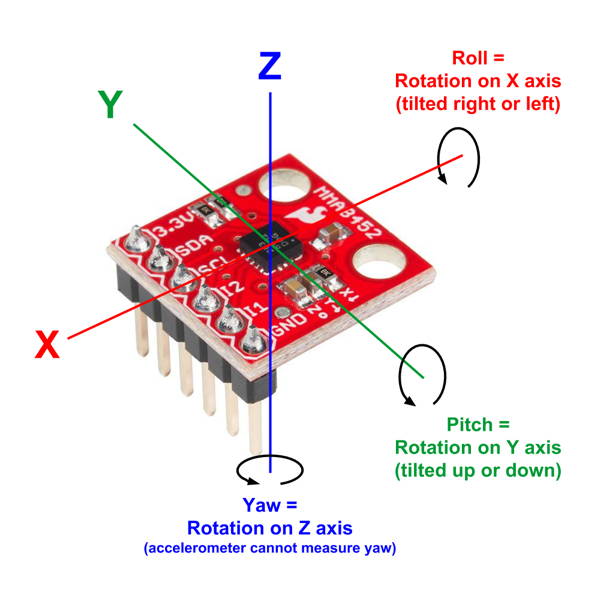 Z
Roll =
Rotation on X axis
(tilted right or left)
Y
MMA8452
3.3V
SDA
SCL
I2
I1
GND
X
Pitch =
Rotation on Y axis
(tilted up or down)
Yaw =
Rotation on Z axis
(accelerometer cannot measure yaw)